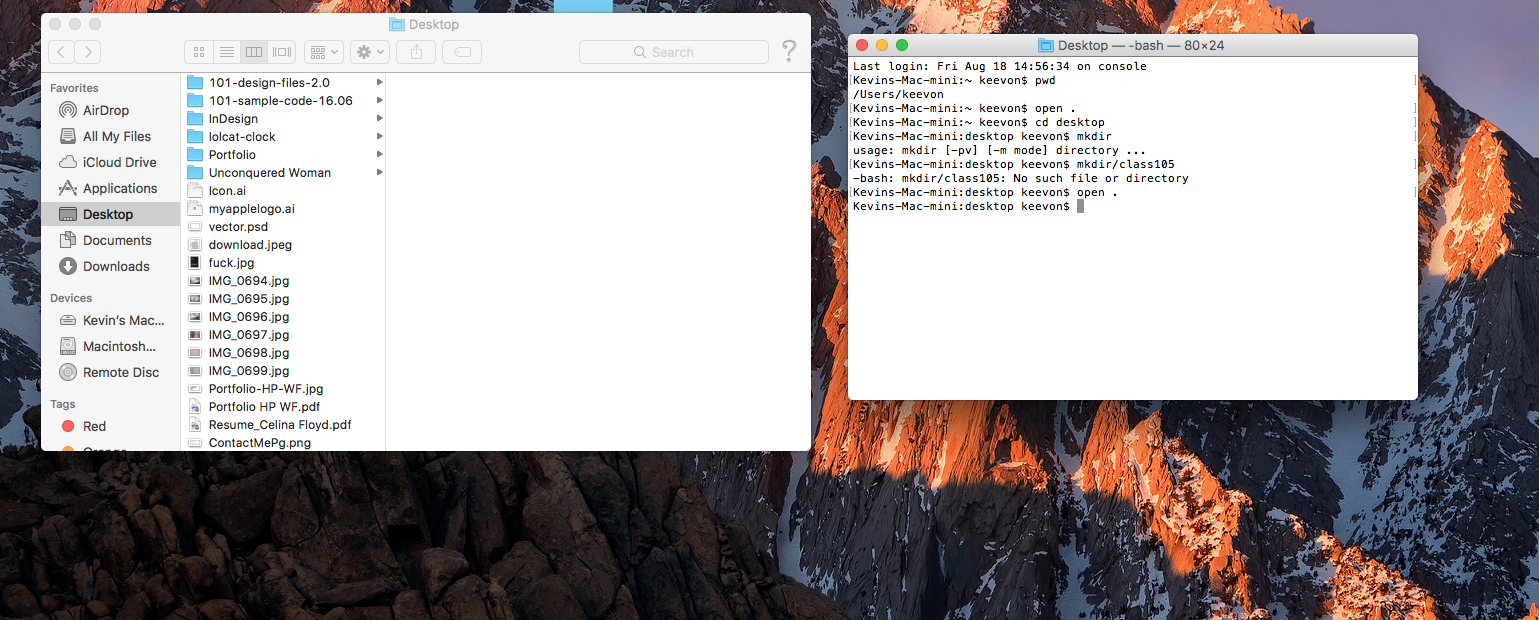 Desktop
Search
?
Favorites
AirDrop
All My Files
iCloud Drive
Applications
Desktop
Documents
Downloads
Devices
Kevin's Mac...
Macintosh...
Remote Disc
Tags
Red
Orange
101-design-files-2.0
101-sample-code-16.06
InDesign
lolcat-clock
Portfolio
Unconquered Woman
Icon.ai
myapplelogo.ai
vector.psd
download.jpeg
fuck.jpg
IMG_0694.jpg
IMG_0695.jpg
IMG_0696.jpg
IMG_0697.jpg
IMG_0698.jpg
IMG_0699.jpg
Portfolio-HP-WF.jpg
Portfolio HP WF.pdf
Resume_Celina Floyd.pdf
ContactMePg.png
Desktop — -bash — 80×24
Last login: Fri Aug 18 14:56:34 on console
[Kevins-Mac-mini:~ keevon$ pwd ]
/Users/keevon
[Kevins-Mac-mini:~ keevon$ open . ]
[Kevins-Mac-mini:~ keevon$ cd desktop ]
[Kevins-Mac-mini:desktop keevon$ mkdir ]
usage: mkdir [-pv] [-m mode] directory ...
[Kevins-Mac-mini:desktop keevon$ mkdir/class105 ]
-bash: mkdir/class105: No such file or directory
[Kevins-Mac-mini:desktop keevon$ open . ]
Kevins-Mac-mini:desktop keevon$